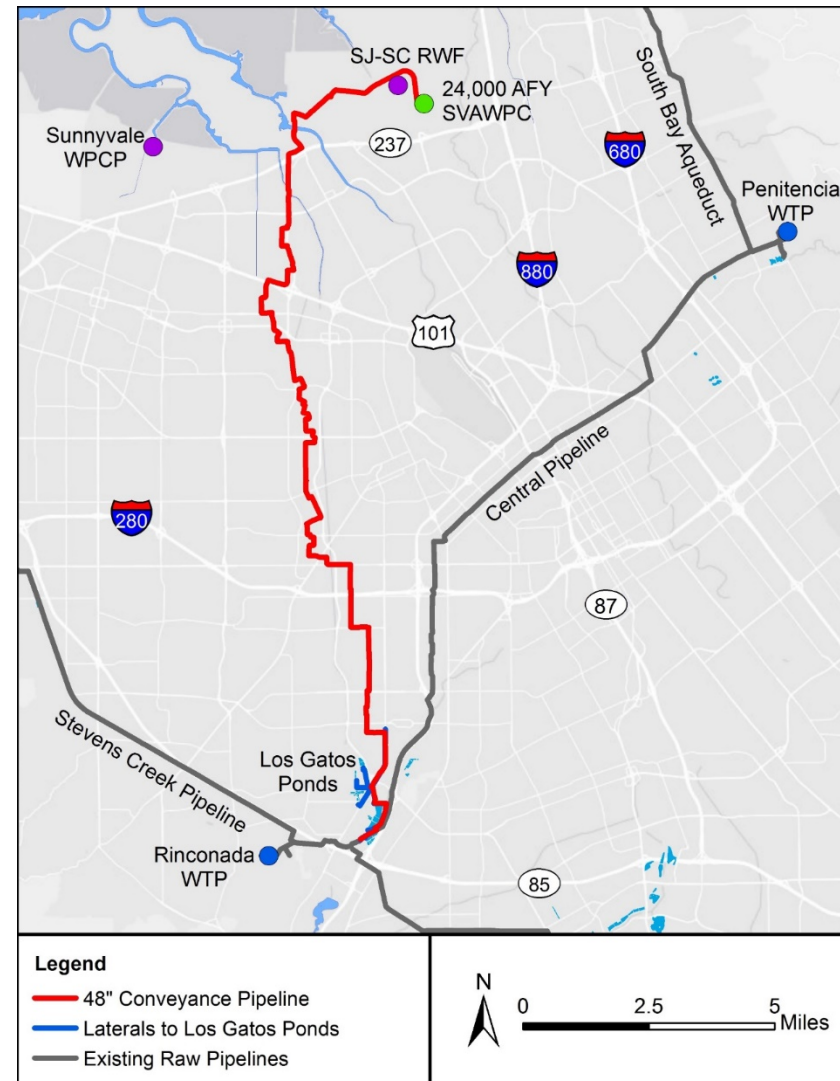 SJ-SC RWF
24,000 AFY
SVAWPC
Sunnyvale
WPCP
237
680
South Bay Aqueduct
Penitencia
WTP
880
101
Central Pipeline
280
87
Stevens Creek Pipeline
Los Gatos
Ponds
Rinconada
WTP
85
Legend
48" Conveyance Pipeline
Laterals to Los Gatos Ponds
Existing Raw Pipelines
N
0 2.5 5
Miles